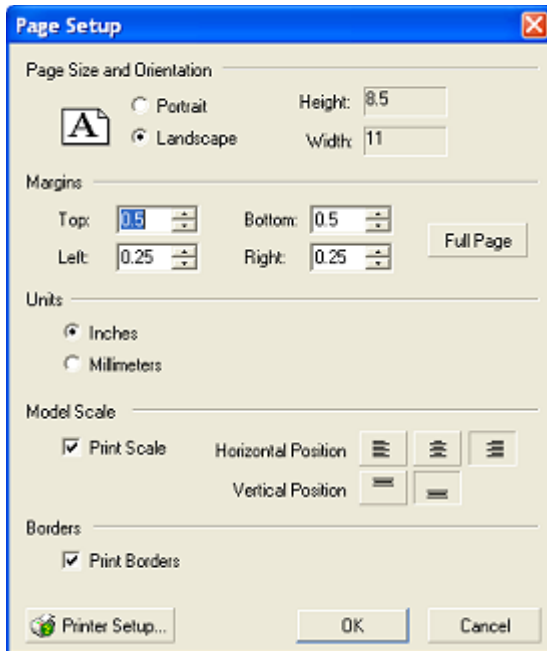 Page Setup
Page Size and Orientation
A
Portrait
Height: 8.5
Landscape
Width: 11
Margins
Top: 0.5 Bottom: 0.5
Full Page
Left: 0.25 Right: 0.25
Units
Inches
Millimeters
Model Scale
Print Scale Horizontal Position
Vertical Position
Borders
Print Borders
Printer Setup... OK Cancel